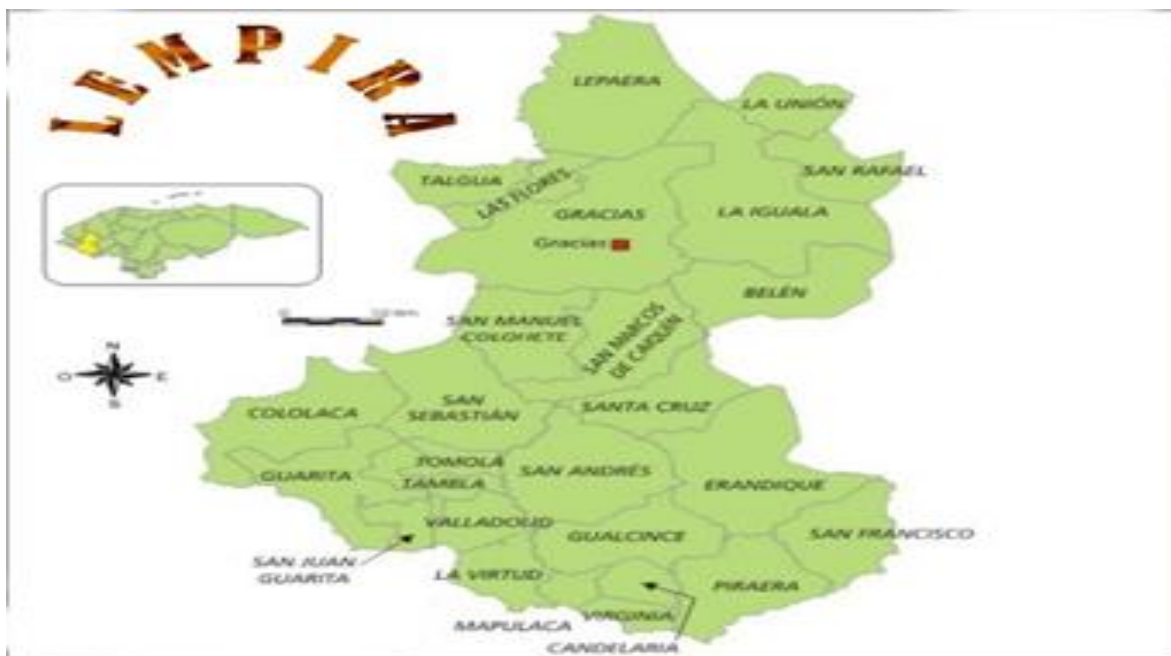 LEMPIRA
LEPAERA
LA UNIÓN
SAN RAFAEL
TALGUA
LAS FLORES
GRACIAS
LA IGUALA
Gracias
BELÉN
0
SAN MANUEL
COLOHETE
SAN MARCOS
DE CAIQUÍN
N
O E
S
COLOLACA
SAN
SEBASTIÁN
SANTA CRUZ
GUARITA
TOMOLA
SAN ANDRÉS
TAMBLA
ERANDIQUE
VALLADOLID
GUALCINCE
SAN FRANCISCO
SAN JUAN
GUARITA
LA VIRTUD
PIRAERA
MAPULACA
VIRGINIA
CANDELARIA